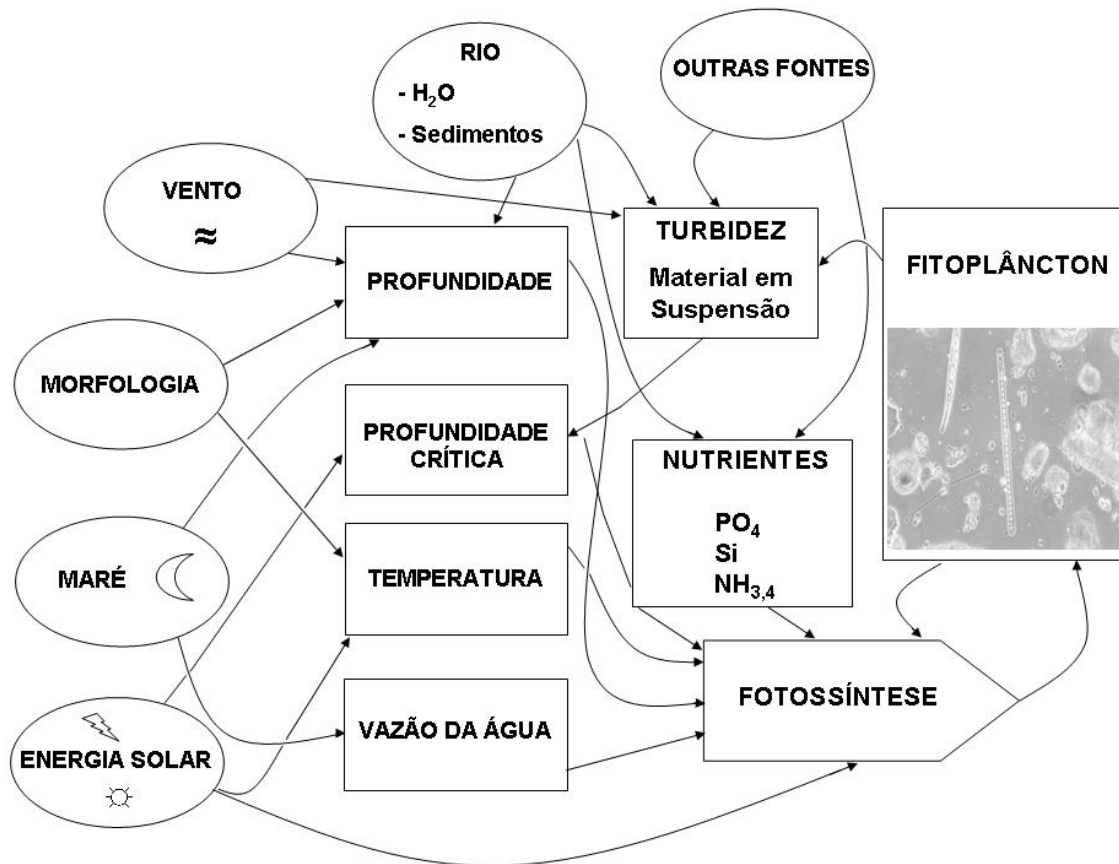 RIO
- H₂O
- Sedimentos
OUTRAS FONTES
VENTO
≈
TURBIDEZ
Material em
Suspensão
FITOPLÂNCTON
PROFUNDIDADE
MORFOLOGIA
PROFUNDIDADE
CRÍTICA
NUTRIENTES
PO₄
Si
NH₃,₄
MARÉ
TEMPERATURA
FOTOSSÍNTESE
VAZÃO DA ÁGUA
ENERGIA SOLAR